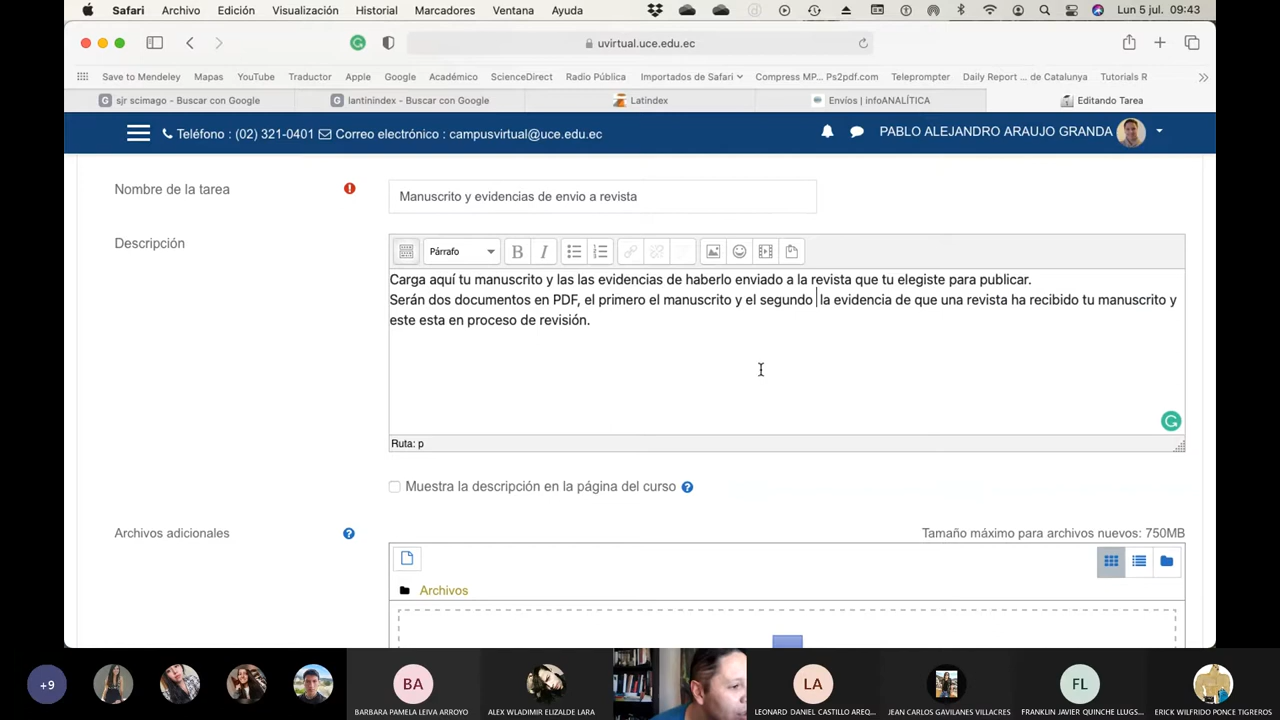 Safari Archivo Edición Visualización Historial Marcadores Ventana Ayuda Lun 5 jul. 09:43
uvirtual.uce.edu.ec
Save to Mendeley Mapas YouTube Traductor Apple Google Académico ScienceDirect Radio Pública Importados de Safari Compress MP... Ps2pdf.com Teleprompter Daily Report ... de Catalunya Tutorials R
sjr scimago - Buscar con Google lantinindex - Buscar con Google Latindex Envíos | infoANALÍTICA Editando Tarea
Teléfono : (02) 321-0401 Correo electrónico : campusvirtual@uce.edu.ec PABLO ALEJANDRO ARAUJO GRANDA
Nombre de la tarea Manuscrito y evidencias de envio a revista
Descripción
Párrafo B I
Carga aquí tu manuscrito y las las evidencias de haberlo enviado a la revista que tu elegiste para publicar.
Serán dos documentos en PDF, el primero el manuscrito y el segundo la evidencia de que una revista ha recibido tu manuscrito y
este esta en proceso de revisión.
Ruta: p
Muestra la descripción en la página del curso
Archivos adicionales Tamaño máximo para archivos nuevos: 750MB
Archivos
+9 BA LA FL
BARBARA PAMELA LEIVA ARROYO ALEX WLADIMIR ELIZALDE LARA LEONARD DANIEL CASTILLO AREQ... JEAN CARLOS GAVILANES VILLACRES FRANKLIN JAVIER QUINCHE LLUGS... ERICK WILFRIDO PONCE TIGREROS